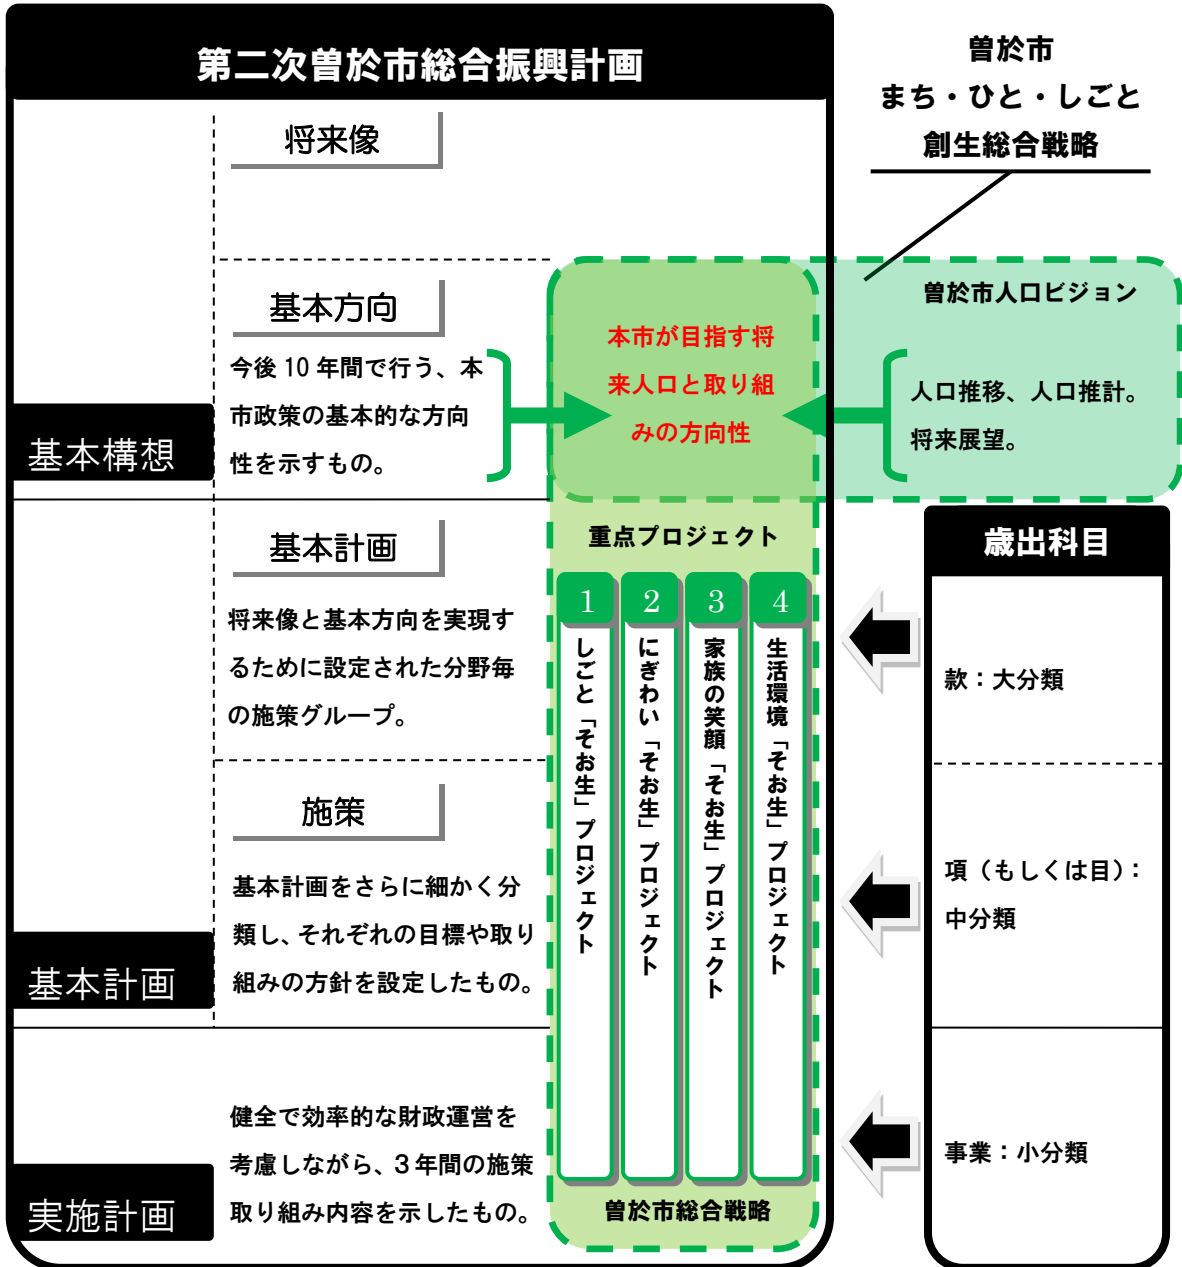 第二次曽於市総合振興計画
曽於市
まち・ひと・しごと
創生総合戦略
将来像
基本方向
今後 10 年間で行う、本
市政策の基本的な方向
性を示すもの。
基本構想
本市が目指す将
来人口と取り組
みの方向性
曽於市人口ビジョン
人口推移、人口推計。
将来展望。
基本計画
将来像と基本方向を実現す
るために設定された分野毎
の施策グループ。
施策
基本計画をさらに細かく分
類し、それぞれの目標や取り
組みの方針を設定したもの。
基本計画
健全で効率的な財政運営を
考慮しながら、3 年間の施策
取り組み内容を示したもの。
実施計画
重点プロジェクト
1
しごと「そお生」プロジェクト
2
にぎわい「そお生」プロジェクト
3
家族の笑顔「そお生」プロジェクト
4
生活環境「そお生」プロジェクト
曽於市総合戦略
歳出科目
款：大分類
項（もしくは目）：
中分類
事業：小分類